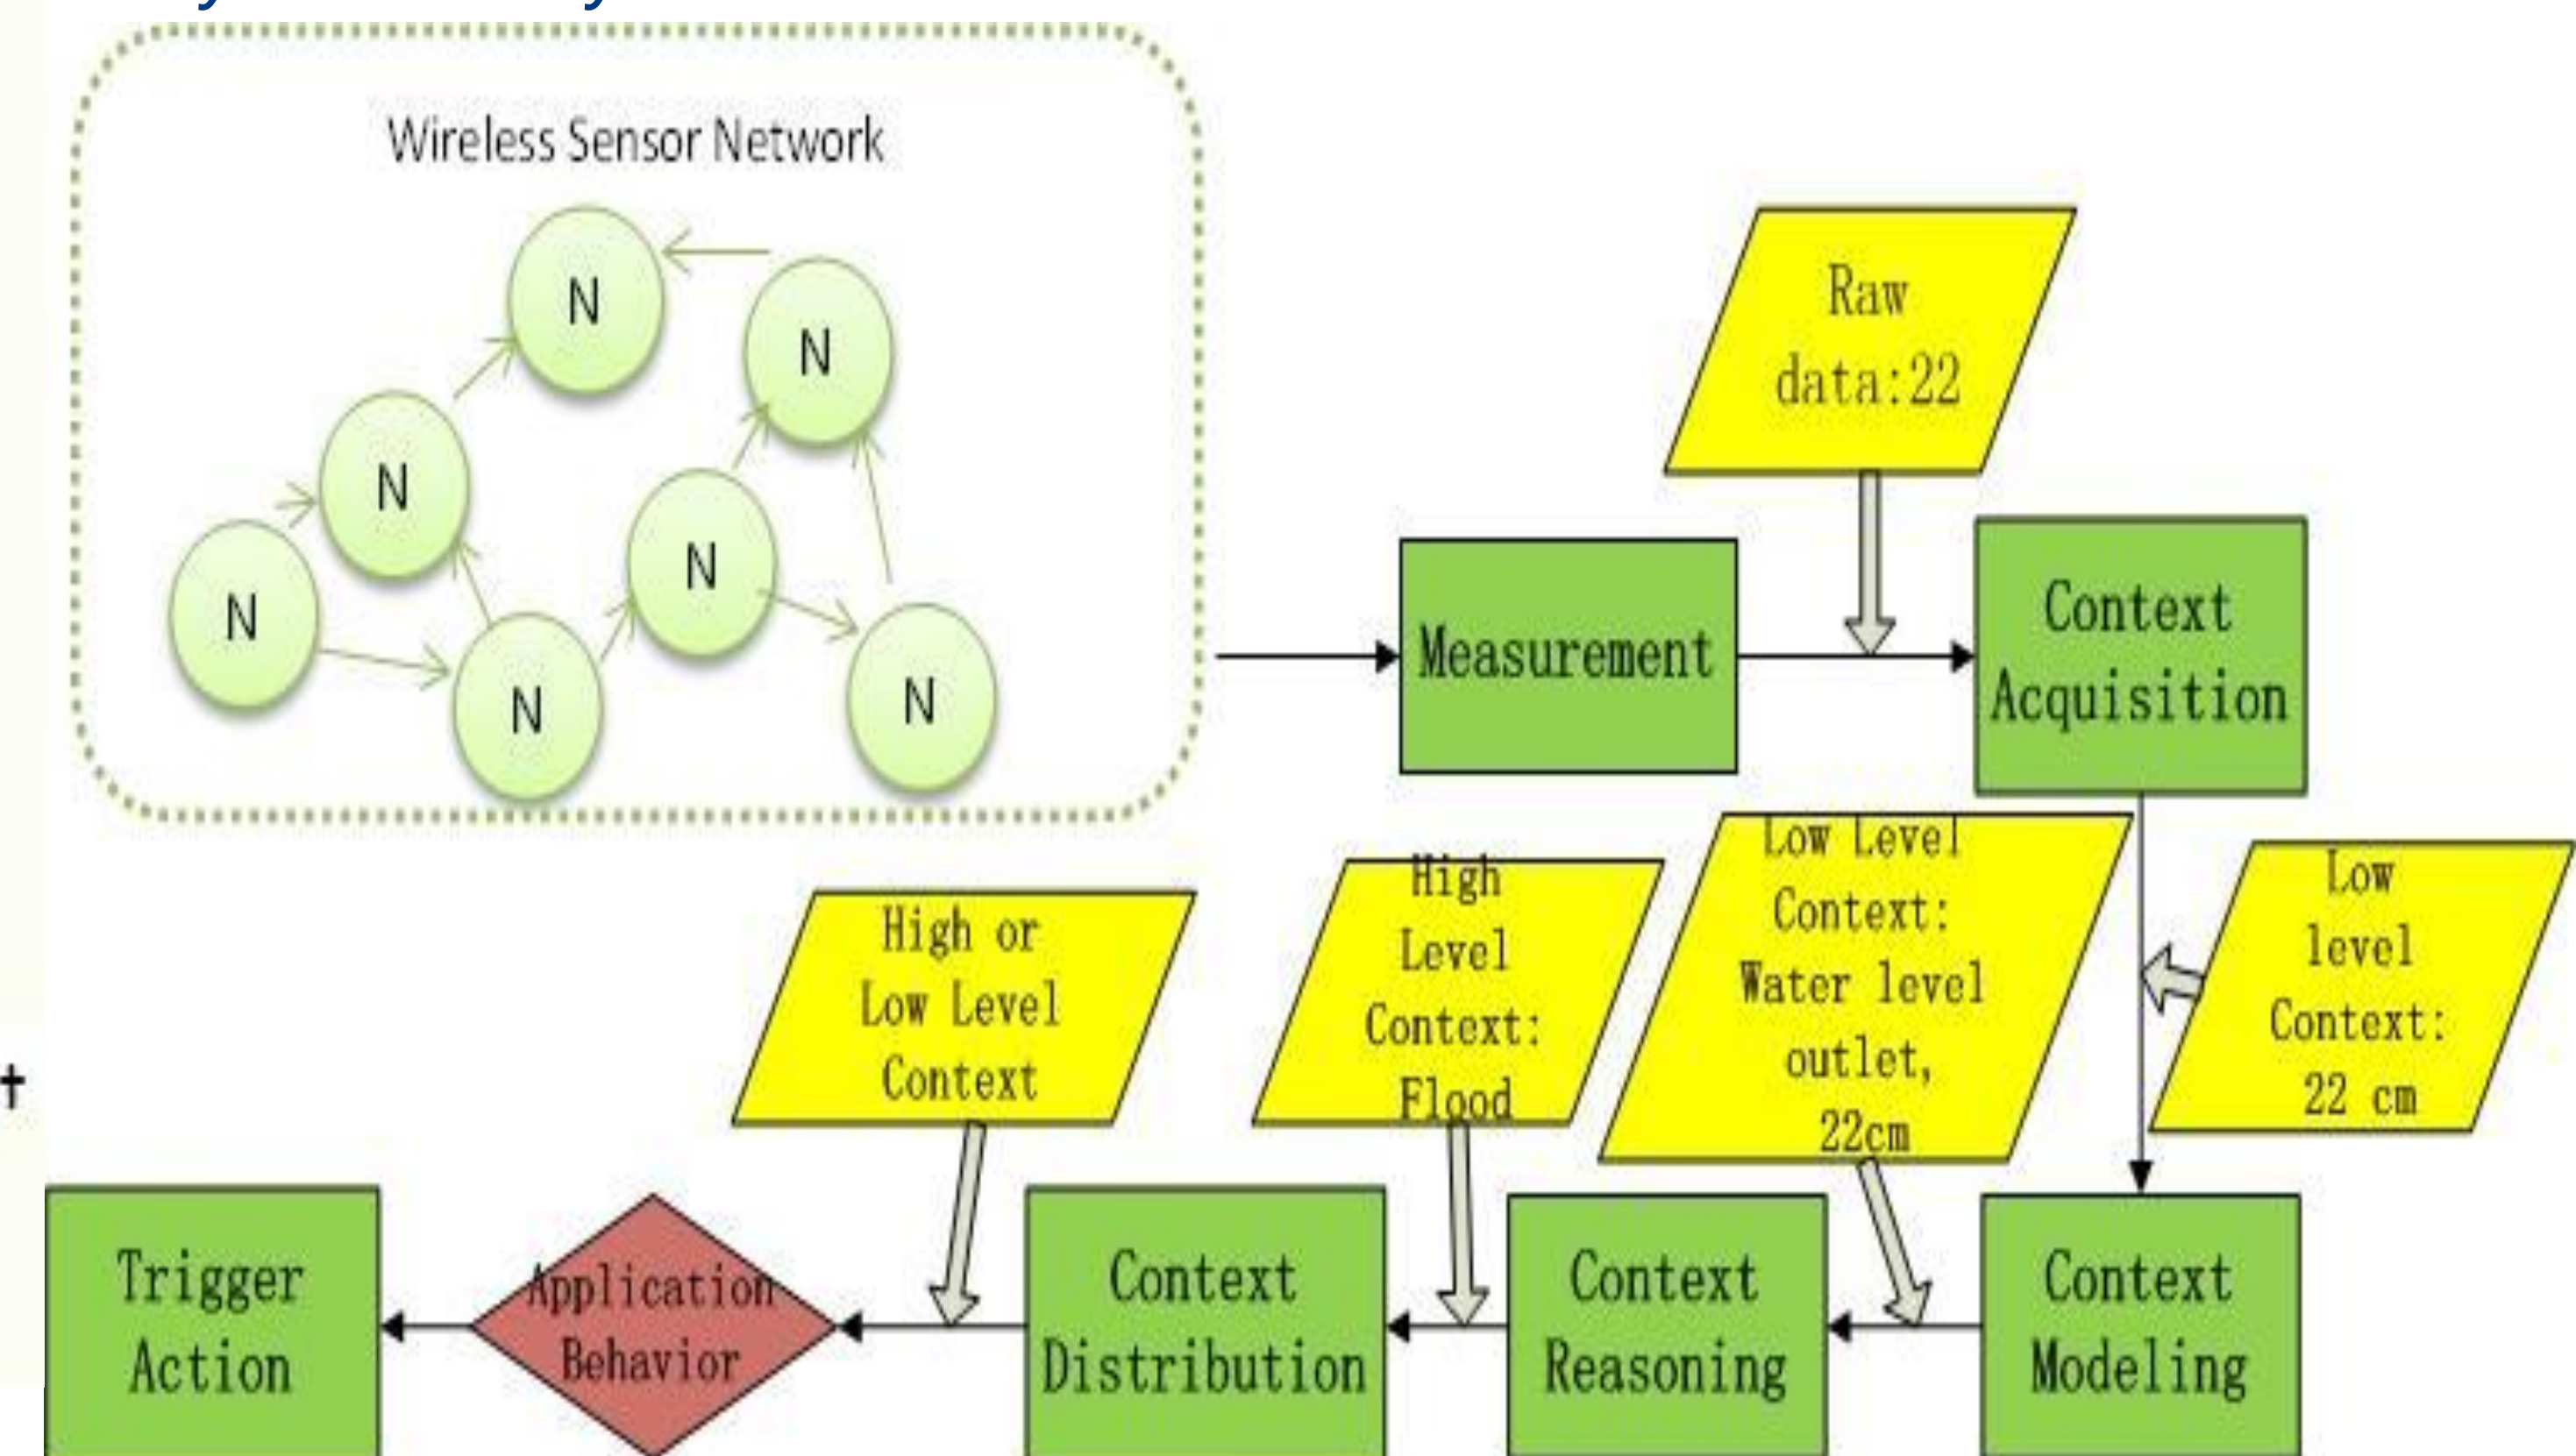 Wireless Sensor Network
N
N
N
N
N
N
N
Raw
data:22
Measurement
Context
Acquisition
Low
level
Context:
22 cm
Low Level
Context:
Water level
outlet,
22cm
High
Level
Context:
Flood
High or
Low Level
Context
Trigger
Action
Application
Behavior
Context
Distribution
Context
Reasoning
Context
Modeling